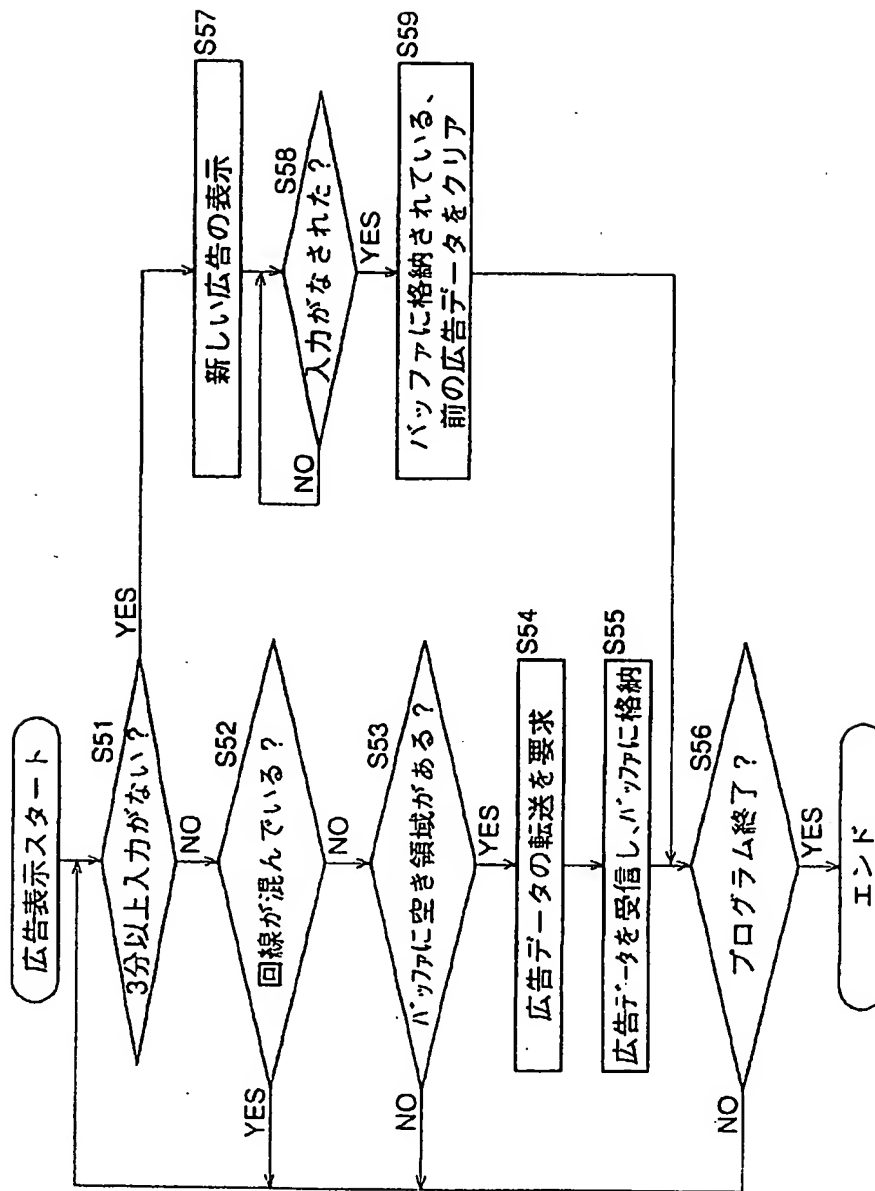 広告表示スタート
S51
3分以上入力がない?
YES
NO
S52
回線が混んでいる?
YES
NO
S53
バッファに空き領域がある?
NO
YES
S54
広告データの転送を要求
S55
広告データを受信し、バッファに格納
S56
プログラム終了?
NO
YES
エンド
S57
新しい広告の表示
S58
入力がなされた?
NO
YES
S59
バッファに格納されている、
前の広告データをクリア